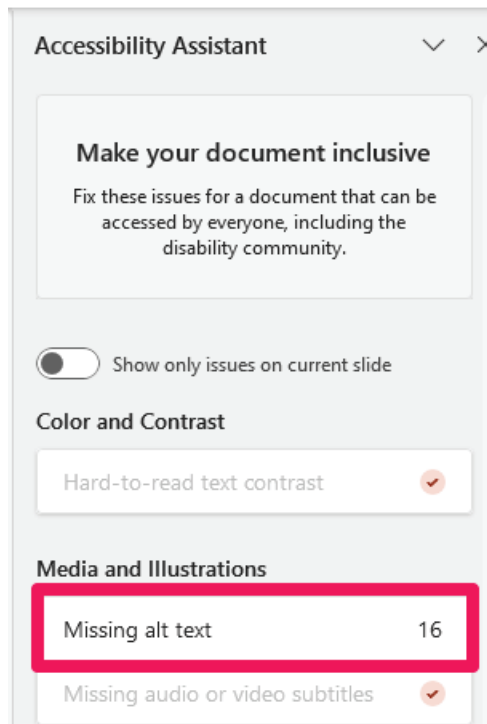 Accessibility Assistant
Make your document inclusive
Fix these issues for a document that can be
accessed by everyone, including the
disability community.
Show only issues on current slide
Color and Contrast
Hard-to-read text contrast
Media and Illustrations
Missing alt text 16
Missing audio or video subtitles